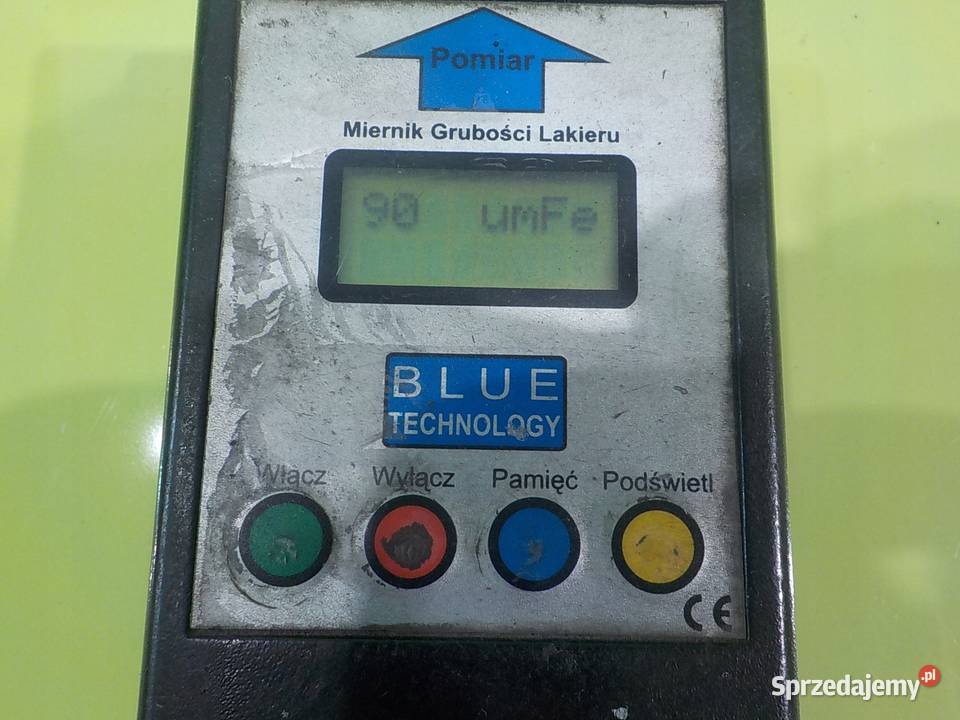 Pomiar
Miernik Grubości Lakieru
90 umFe
BLUE
TECHNOLOGY
Włącz Wyłącz Pamięć Podświetl
CE
Sprzedajemy.pl